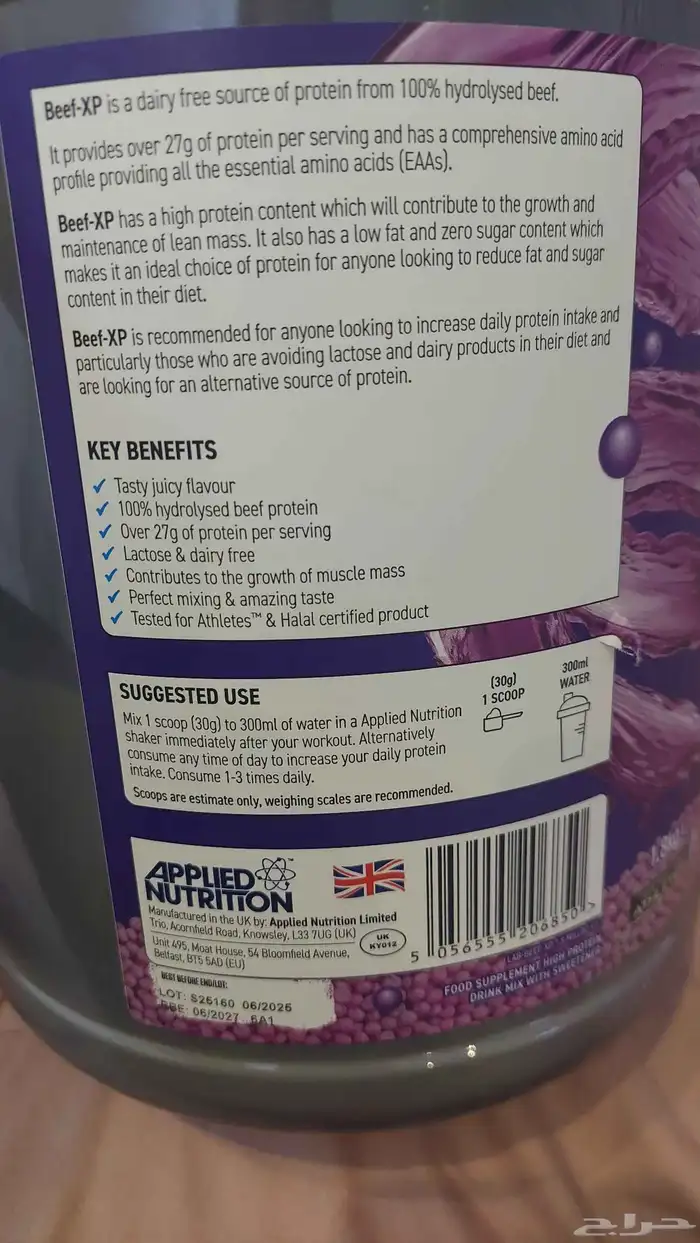 Beef-XP is a dairy free source of protein from 100% hydrolysed beef.
It provides over 27g of protein per serving and has a comprehensive amino acid
profile providing all the essential amino acids (EAAs).
Beef-XP has a high protein content which will contribute to the growth and
maintenance of lean mass. It also has a low fat and zero sugar content which
makes it an ideal choice of protein for anyone looking to reduce fat and sugar
content in their diet.
Beef-XP is recommended for anyone looking to increase daily protein intake and
particularly those who are avoiding lactose and dairy products in their diet and
are looking for an alternative source of protein.
KEY BENEFITS
✓ Tasty juicy flavour
✓ 100% hydrolysed beef protein
✓ Over 27g of protein per serving
✓ Lactose & dairy free
✓ Contributes to the growth of muscle mass
✓ Perfect mixing & amazing taste
✓ Tested for Athletes™ & Halal certified product
SUGGESTED USE
Mix 1 scoop (30g) to 300ml of water in a Applied Nutrition
shaker immediately after your workout. Alternatively
consume any time of day to increase your daily protein
intake. Consume 1-3 times daily.
Scoops are estimate only, weighing scales are recommended.
(30g)
1 SCOOP
300ml
WATER
APPLIED
NUTRITION™
Manufactured in the UK by: Applied Nutrition Limited
Trio, Acornfield Road, Knowsley, L33 7UG (UK)
Unit 495, Moat House, 54 Bloomfield Avenue,
Belfast, BT5 5AD (EU)
UK
KY012
5 056555 206850 >
FOOD SUPPLEMENT HIGH PROTEIN
DRINK MIX WITH SWEETENER
BEST BEFORE END/LOT:
LOT: S26160 06/2026
BBE: 06/2027 6A1
حراج